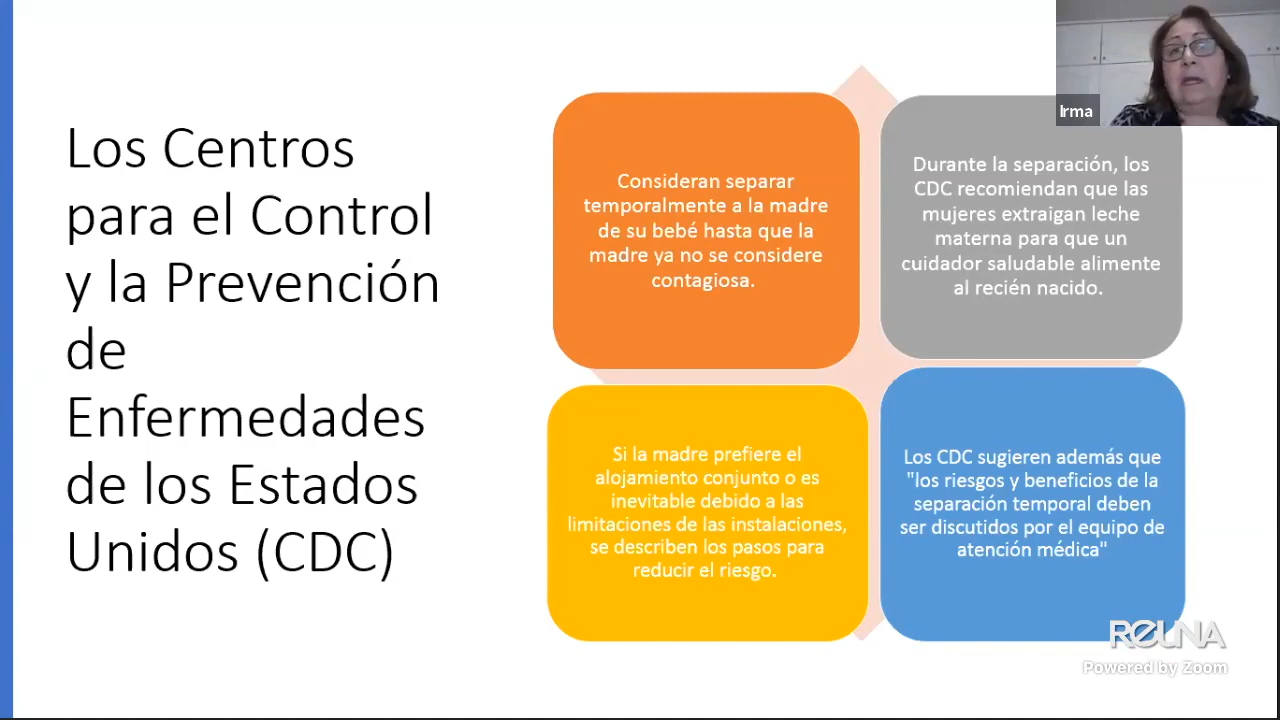 Los Centros
para el Control
y la Prevención
de
Enfermedades
de los Estados
Unidos (CDC)
Consideran separar
temporalmente a la madre
de su bebé hasta que la
madre ya no se considere
contagiosa.
Durante la separación, los
CDC recomiendan que las
mujeres extraigan leche
materna para que un
cuidador saludable alimente
al recién nacido.
Si la madre prefiere el
alojamiento conjunto o es
inevitable debido a las
limitaciones de las instalaciones,
se describen los pasos para
reducir el riesgo.
Los CDC sugieren además que
"los riesgos y beneficios de la
separación temporal deben
ser discutidos por el equipo de
atención médica"
Irma
REUNA
Powered by Zoom